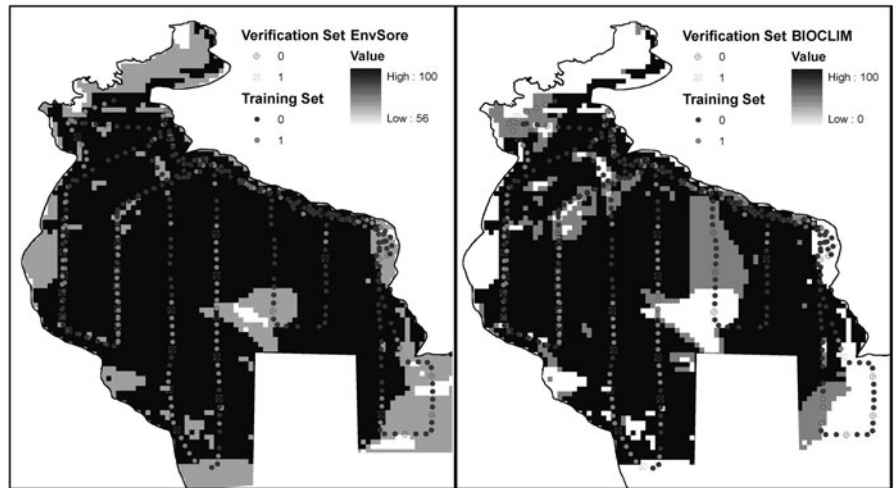 Verification Set EnvSore
0
Value
1
High : 100
Training Set
0
Low : 56
1
Verification Set BIOCLIM
0
Value
1
High : 100
Training Set
0
Low : 0
1